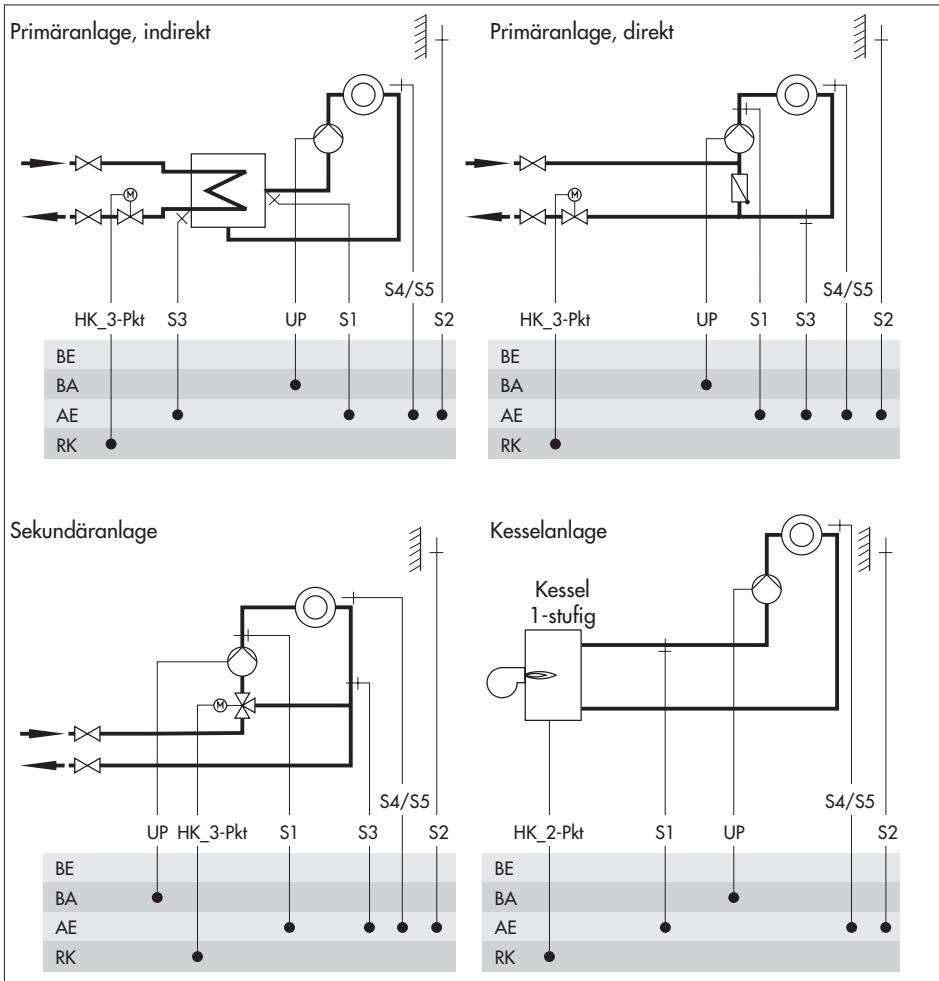 Primäranlage, indirekt
M
S4/S5
HK_3-Pkt S3 UP S1 S2
BE
BA
AE
RK
Primäranlage, direkt
M
S4/S5
HK_3-Pkt UP S1 S3 S2
BE
BA
AE
RK
Sekundäranlage
M
S4/S5
UP HK_3-Pkt S1 S3 S2
BE
BA
AE
RK
Kesselanlage
Kessel
1-stufig
S4/S5
HK_2-Pkt S1 UP S2
BE
BA
AE
RK